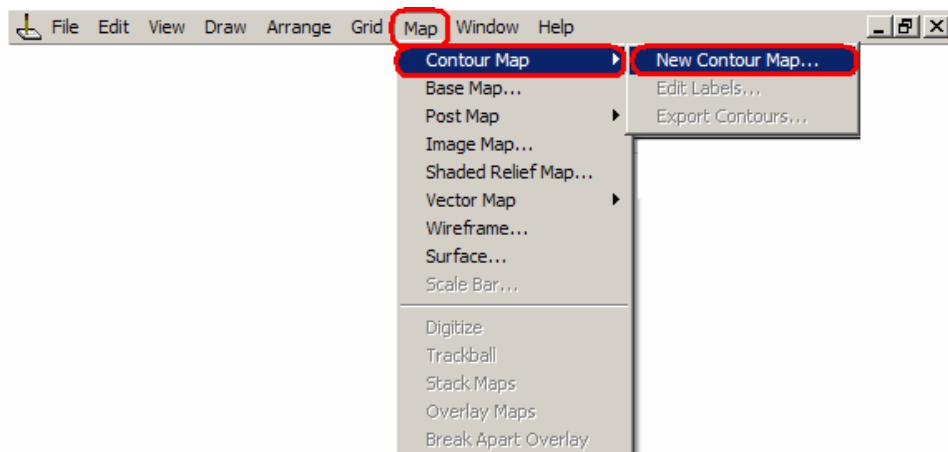 File Edit View Draw Arrange Grid Map Window Help
Contour Map
New Contour Map...
Base Map...
Edit Labels...
Post Map
Export Contours...
Image Map...
Shaded Relief Map...
Vector Map
Wireframe...
Surface...
Scale Bar...
Digitize
Trackball
Stack Maps
Overlay Maps
Break Apart Overlay